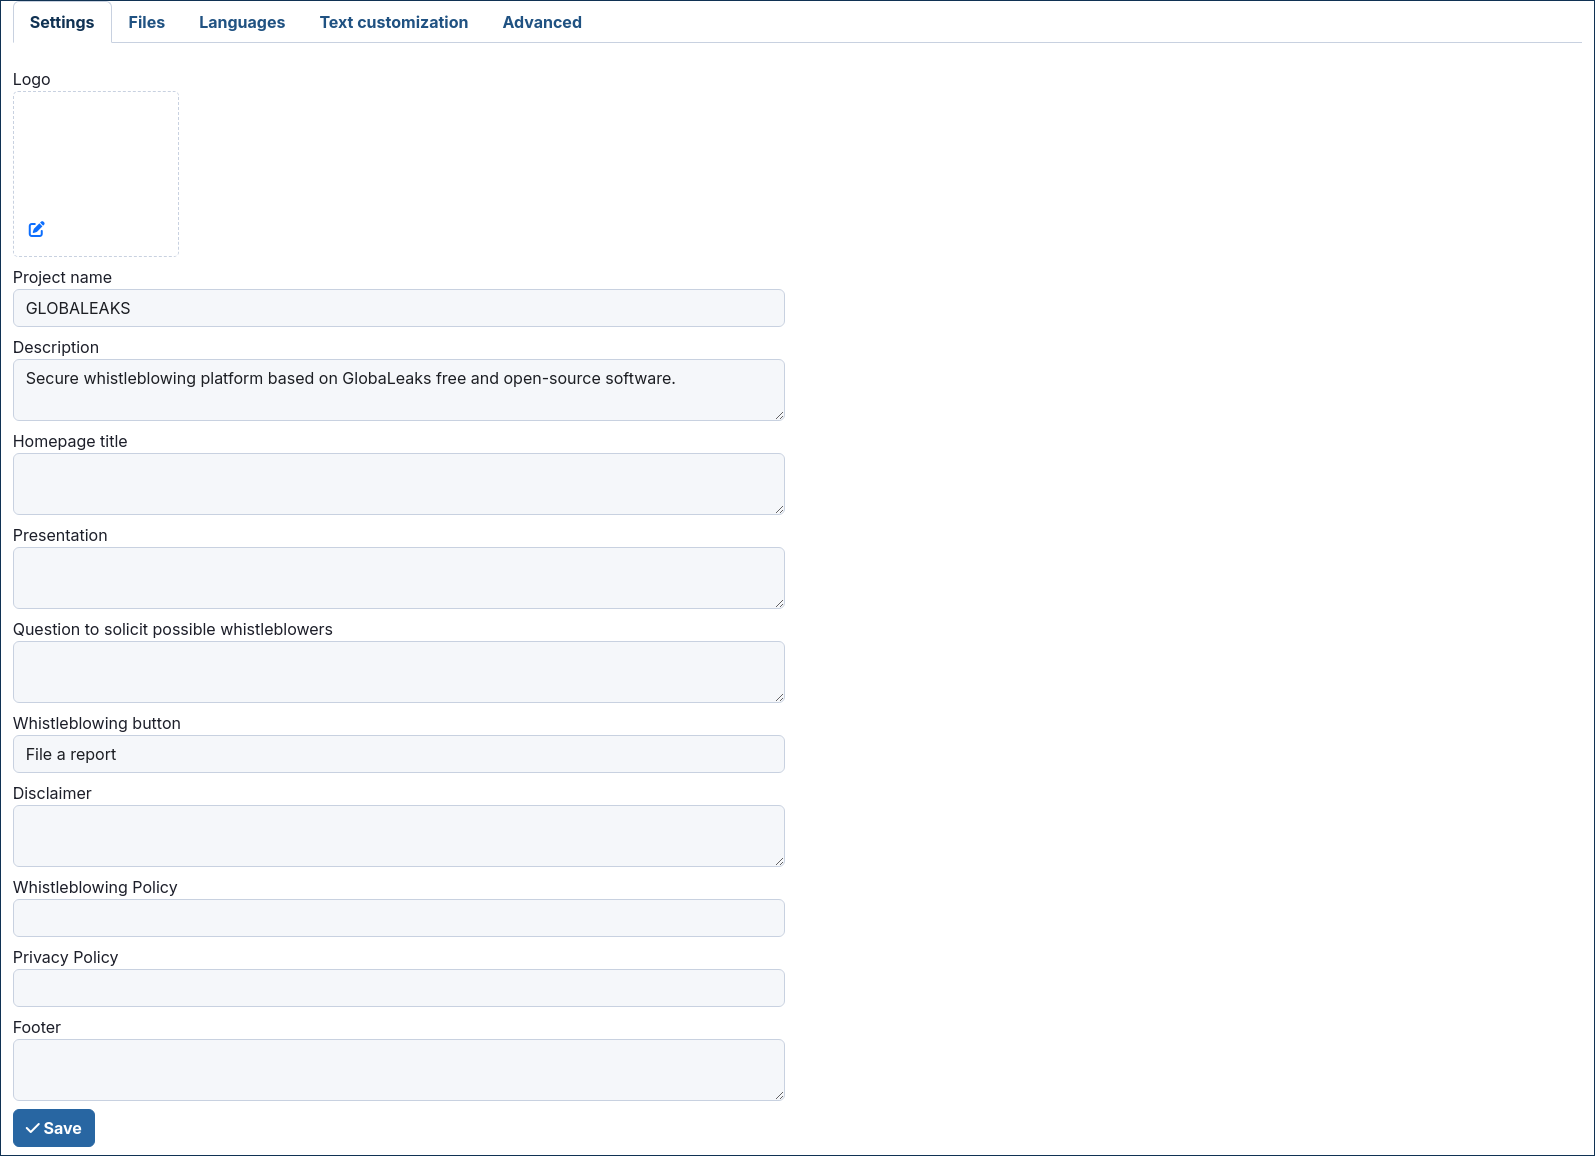 Settings Files Languages Text customization Advanced
Logo
Project name
GLOBALEAKS
Description
Secure whistleblowing platform based on GlobaLeaks free and open-source software.
Homepage title
Presentation
Question to solicit possible whistleblowers
Whistleblowing button
File a report
Disclaimer
Whistleblowing Policy
Privacy Policy
Footer
Save